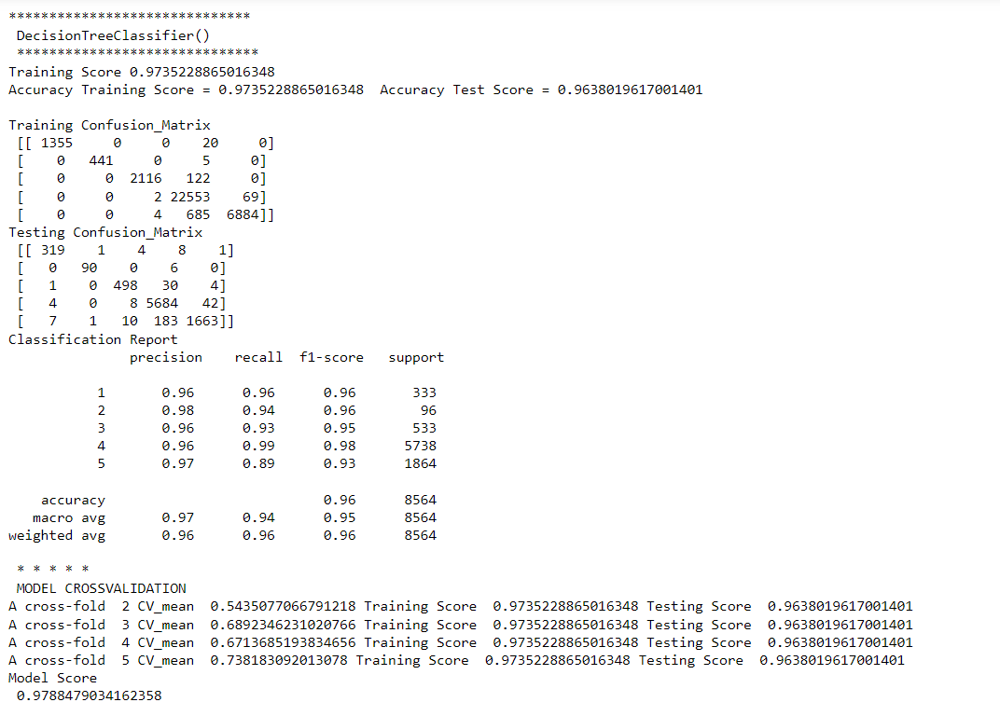 ******************************
DecisionTreeClassifier()
******************************
Training Score 0.9735228865016348
Accuracy Training Score = 0.9735228865016348  Accuracy Test Score = 0.9638019617001401
Training Confusion_Matrix
[[ 1355     0     0    20     0]
[    0   441     0     5     0]
[    0     0  2116   122     0]
[    0     0     2 22553    69]
[    0     0     4   685  6884]]
Testing Confusion_Matrix
[[ 319    1    4    8    1]
[   0   90    0    6    0]
[   1    0  498   30    4]
[   4    0    8 5684   42]
[   7    1   10  183 1663]]
Classification Report
precision    recall  f1-score   support
1       0.96      0.96      0.96       333
2       0.98      0.94      0.96        96
3       0.96      0.93      0.95       533
4       0.96      0.99      0.98      5738
5       0.97      0.89      0.93      1864
accuracy                           0.96      8564
macro avg       0.97      0.94      0.95      8564
weighted avg       0.96      0.96      0.96      8564
* * * * *
MODEL CROSSVALIDATION
A cross-fold  2 CV_mean  0.5435077066791218 Training Score  0.9735228865016348 Testing Score  0.9638019617001401
A cross-fold  3 CV_mean  0.6892346231020766 Training Score  0.9735228865016348 Testing Score  0.9638019617001401
A cross-fold  4 CV_mean  0.6713685193834656 Training Score  0.9735228865016348 Testing Score  0.9638019617001401
A cross-fold  5 CV_mean  0.738183092013078 Training Score  0.9735228865016348 Testing Score  0.9638019617001401
Model Score
0.9788479034162358